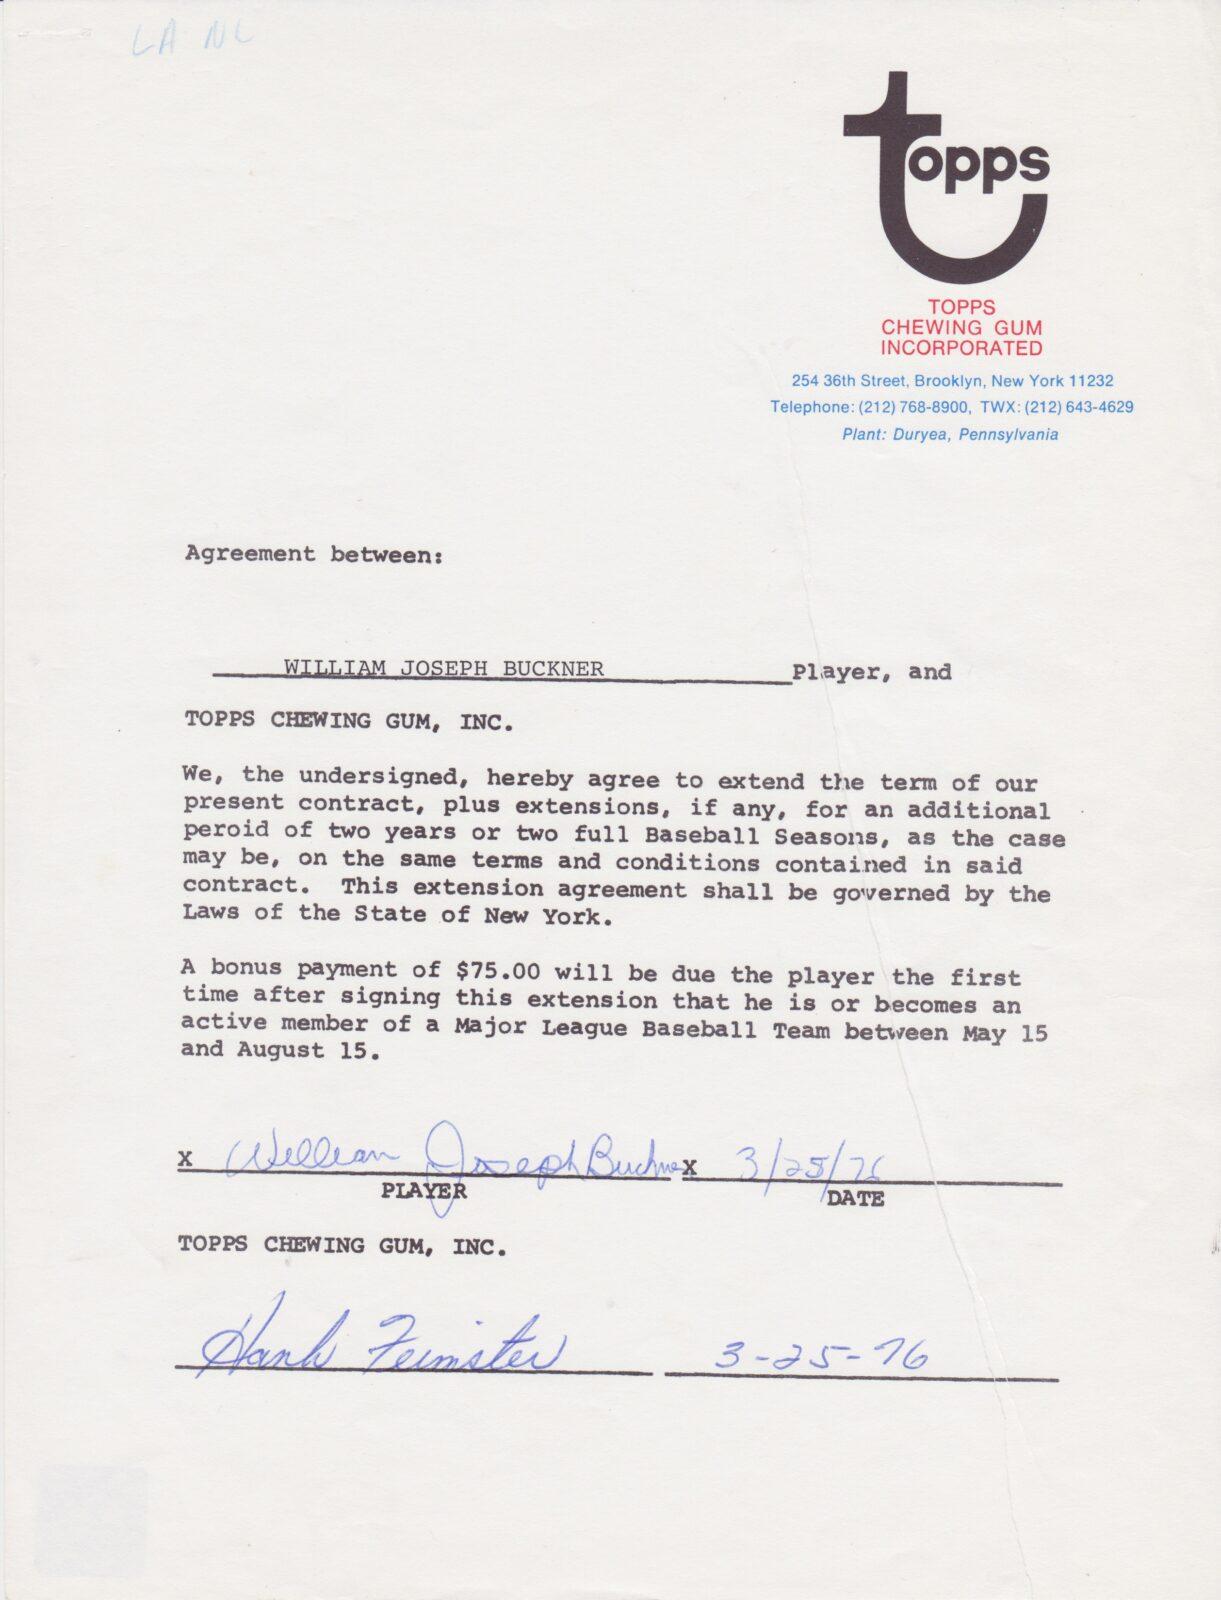 LA NL
topps
TOPPS
CHEWING GUM
INCORPORATED
254 36th Street, Brooklyn, New York 11232
Telephone: (212) 768-8900, TWX: (212) 643-4629
Plant: Duryea, Pennsylvania
Agreement between:
WILLIAM JOSEPH BUCKNER Player, and
TOPPS CHEWING GUM, INC.
We, the undersigned, hereby agree to extend the term of our
present contract, plus extensions, if any, for an additional
peroid of two years or two full Baseball Seasons, as the case
may be, on the same terms and conditions contained in said
contract. This extension agreement shall be governed by the
Laws of the State of New York.
A bonus payment of $75.00 will be due the player the first
time after signing this extension that he is or becomes an
active member of a Major League Baseball Team between May 15
and August 15.
X William Joseph Buckner X 3/25/76
PLAYER DATE
TOPPS CHEWING GUM, INC.
Hank Feimster 3-25-76